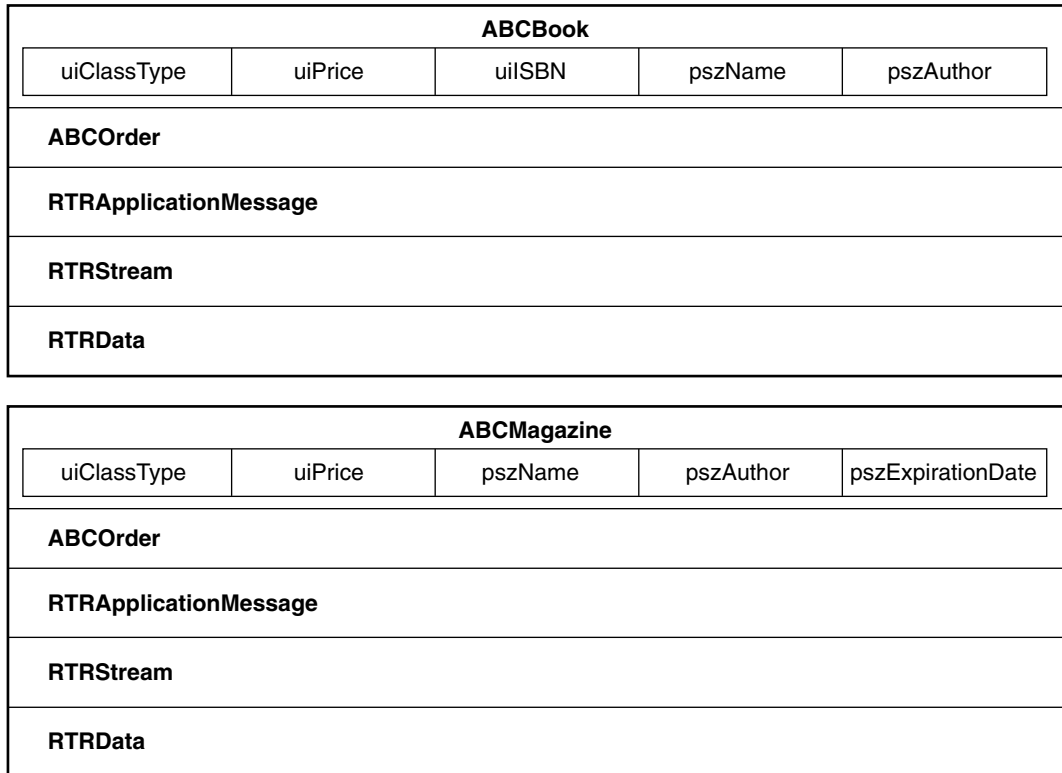 ABCBook
uiClassType uiPrice uiISBN pszName pszAuthor
ABCOrder
RTRApplicationMessage
RTRStream
RTRData
ABCMagazine
uiClassType uiPrice pszName pszAuthor pszExpirationDate
ABCOrder
RTRApplicationMessage
RTRStream
RTRData